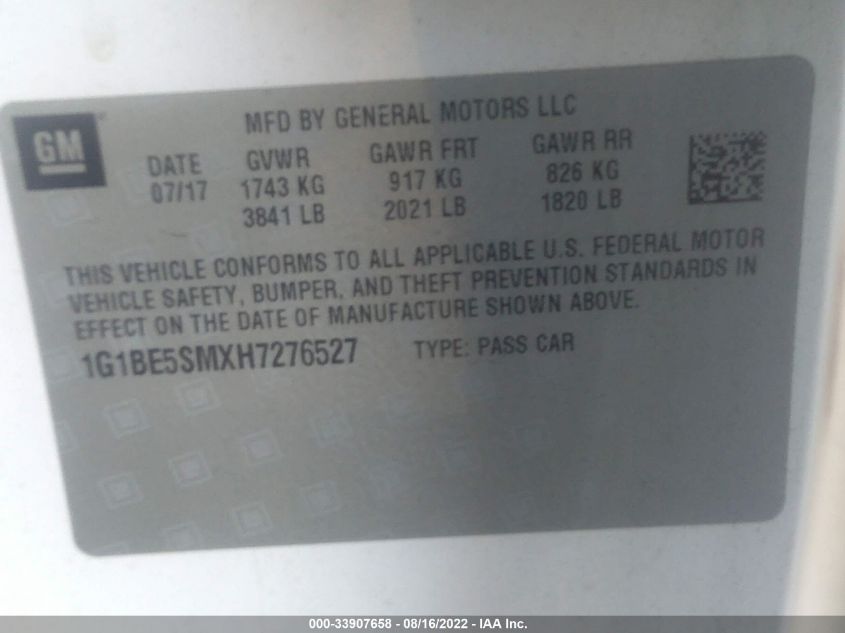 GM
MFD BY GENERAL MOTORS LLC
DATE GVWR GAWR FRT GAWR RR
07/17 1743 KG 917 KG 826 KG
3841 LB 2021 LB 1820 LB
THIS VEHICLE CONFORMS TO ALL APPLICABLE U.S. FEDERAL MOTOR
VEHICLE SAFETY, BUMPER, AND THEFT PREVENTION STANDARDS IN
EFFECT ON THE DATE OF MANUFACTURE SHOWN ABOVE.
1G1BE5SMXH7276527 TYPE: PASS CAR
000-33907658 - 08/16/2022 - IAA Inc.